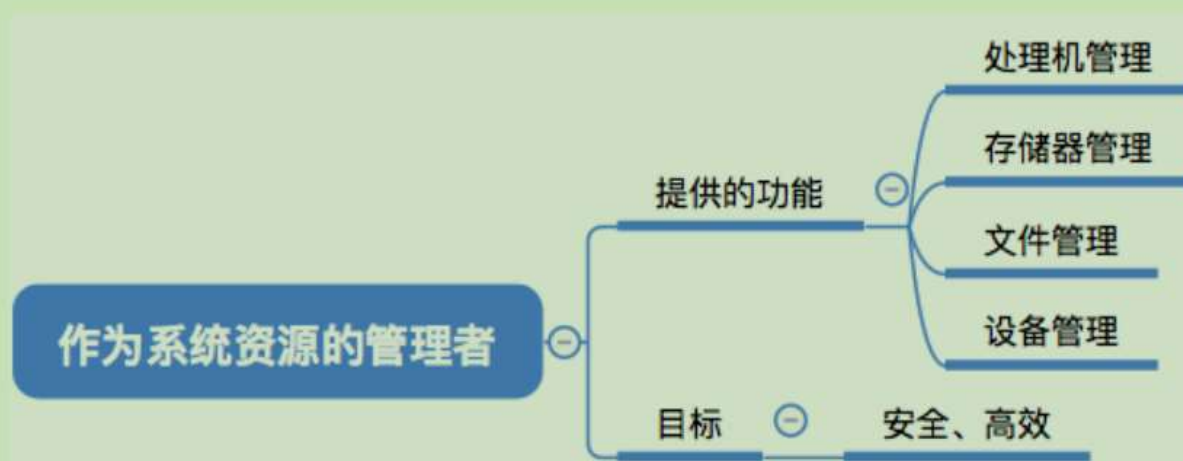 处理机管理
存储器管理
提供的功能
文件管理
作为系统资源的管理者
设备管理
目标
安全、高效